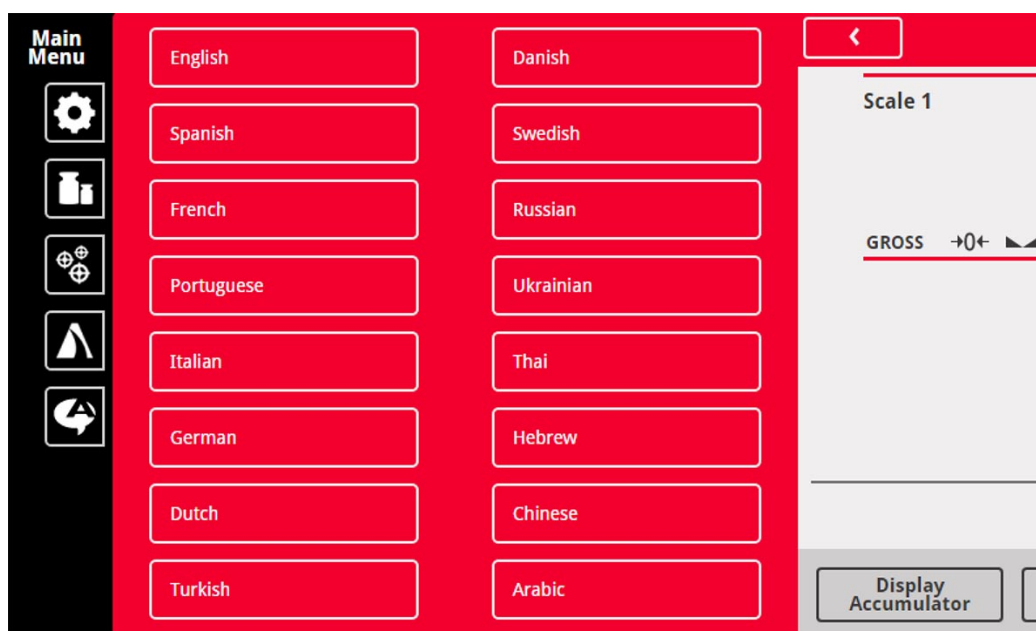 Main
Menu
English
Danish
Spanish
Swedish
French
Russian
Portuguese
Ukrainian
Italian
Thai
German
Hebrew
Dutch
Chinese
Turkish
Arabic
Scale 1
GROSS →0←
Display
Accumulator